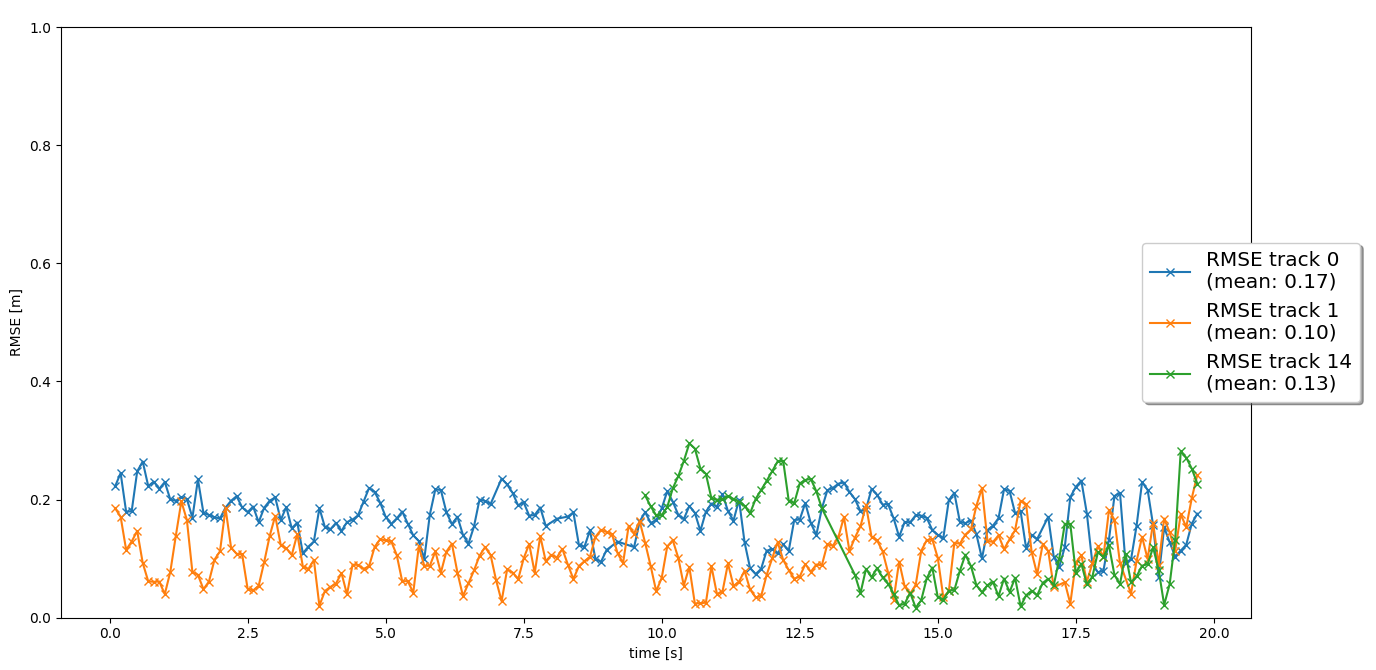 1.0
0.8
0.6
0.4
0.2
0.0
RMSE [m]
0.0 2.5 5.0 7.5 10.0 12.5 15.0 17.5 20.0
time [s]
RMSE track 0
(mean: 0.17)
RMSE track 1
(mean: 0.10)
RMSE track 14
(mean: 0.13)